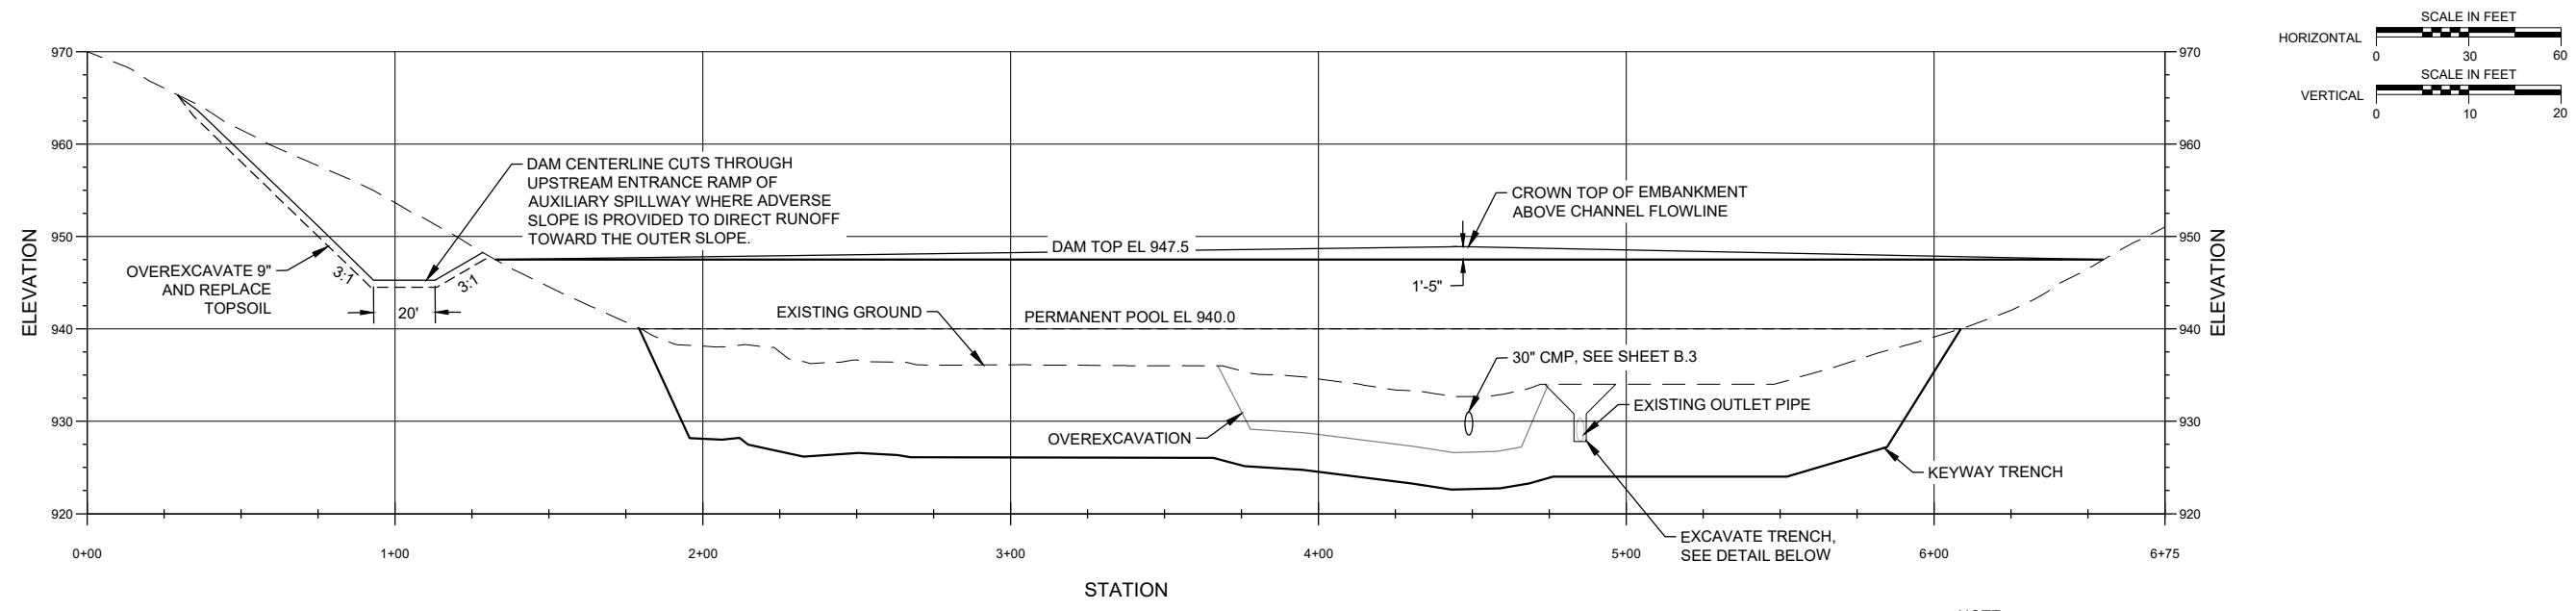 SCALE IN FEET
HORIZONTAL
0 30 60
SCALE IN FEET
VERTICAL
0 10 20
970
960
950
940
930
920
ELEVATION
DAM CENTERLINE CUTS THROUGH
UPSTREAM ENTRANCE RAMP OF
AUXILIARY SPILLWAY WHERE ADVERSE
SLOPE IS PROVIDED TO DIRECT RUNOFF
TOWARD THE OUTER SLOPE.
OVEREXCAVATE 9"
AND REPLACE
TOPSOIL
3:1
3:1
20'
CROWN TOP OF EMBANKMENT
ABOVE CHANNEL FLOWLINE
DAM TOP EL 947.5
1'-5"
EXISTING GROUND
PERMANENT POOL EL 940.0
30" CMP, SEE SHEET B.3
EXISTING OUTLET PIPE
OVEREXCAVATION
KEYWAY TRENCH
EXCAVATE TRENCH,
SEE DETAIL BELOW
970
960
950
940
930
920
ELEVATION
0+00 1+00 2+00 3+00 4+00 5+00 6+00 6+75
STATION